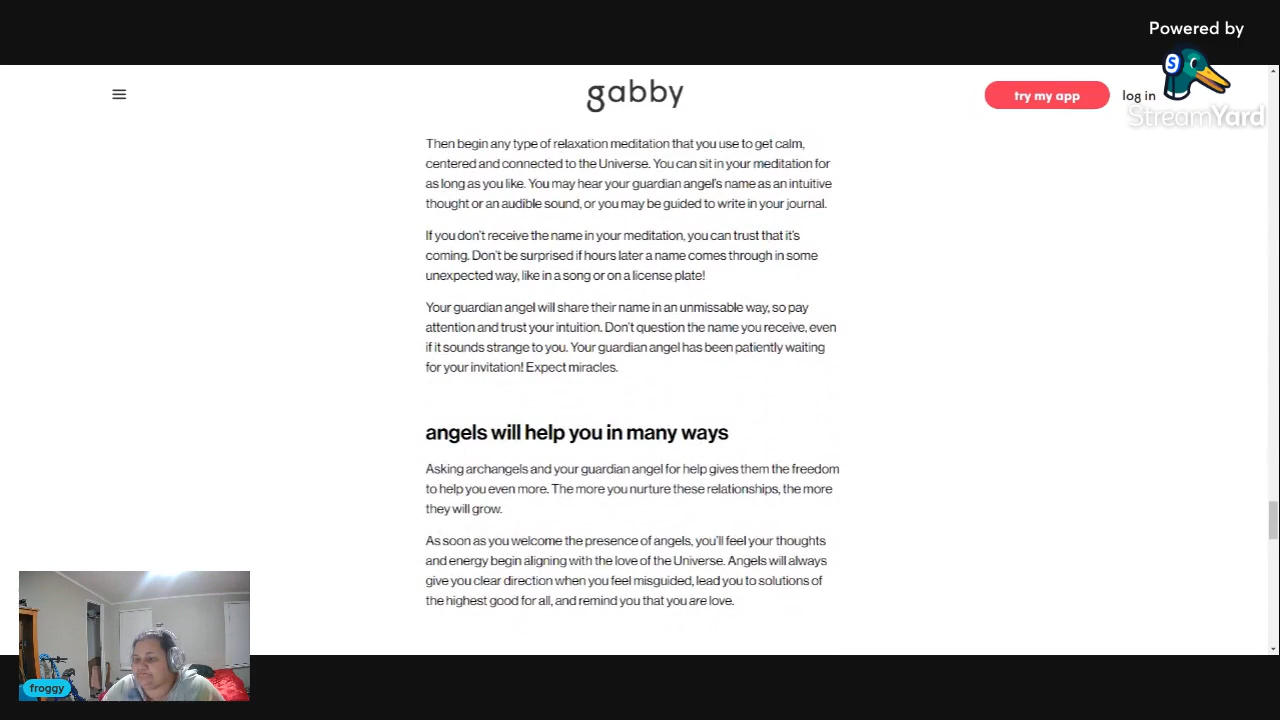 Powered by
S
StreamYard
gabby
try my app
log in
Then begin any type of relaxation meditation that you use to get calm,
centered and connected to the Universe. You can sit in your meditation for
as long as you like. You may hear your guardian angel's name as an intuitive
thought or an audible sound, or you may be guided to write in your journal.
If you don't receive the name in your meditation, you can trust that it's
coming. Don't be surprised if hours later a name comes through in some
unexpected way, like in a song or on a license plate!
Your guardian angel will share their name in an unmissable way, so pay
attention and trust your intuition. Don't question the name you receive, even
if it sounds strange to you. Your guardian angel has been patiently waiting
for your invitation! Expect miracles.
angels will help you in many ways
Asking archangels and your guardian angel for help gives them the freedom
to help you even more. The more you nurture these relationships, the more
they will grow.
As soon as you welcome the presence of angels, you'll feel your thoughts
and energy begin aligning with the love of the Universe. Angels will always
give you clear direction when you feel misguided, lead you to solutions of
the highest good for all, and remind you that you are love.
froggy